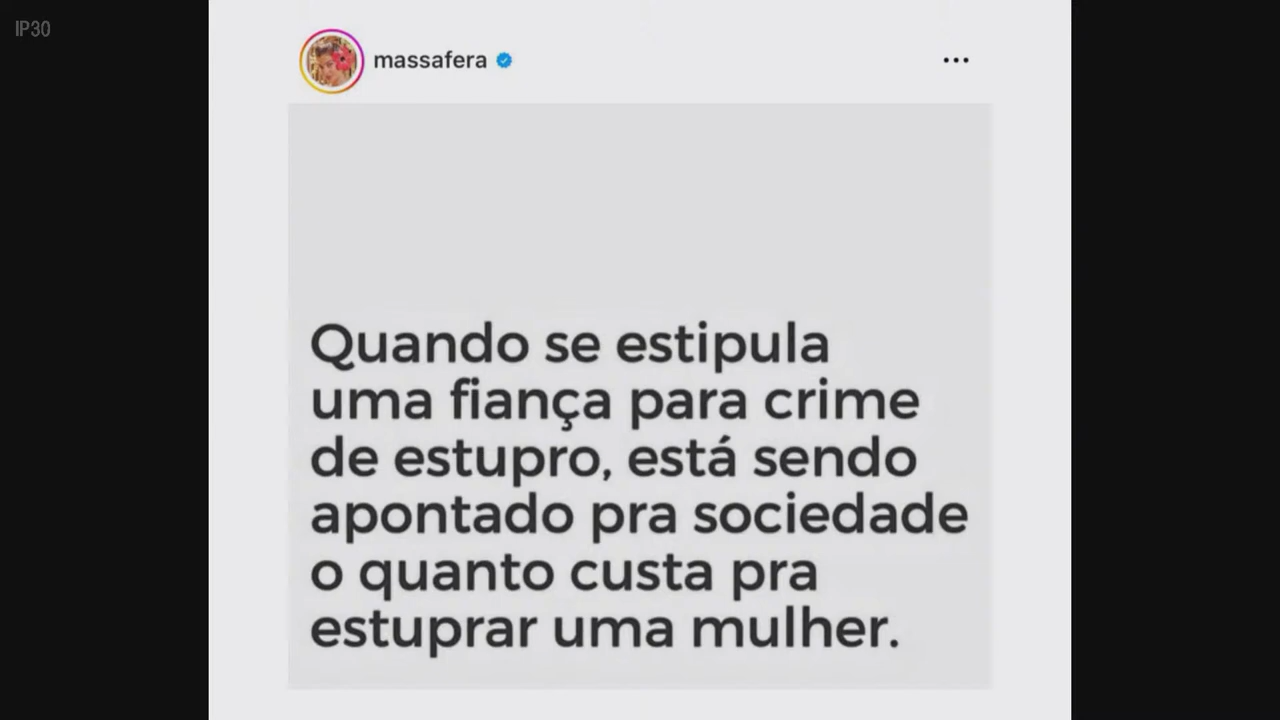 IP30
massafera
Quando se estipula
uma fiança para crime
de estupro, está sendo
apontado pra sociedade
o quanto custa pra
estuprar uma mulher.